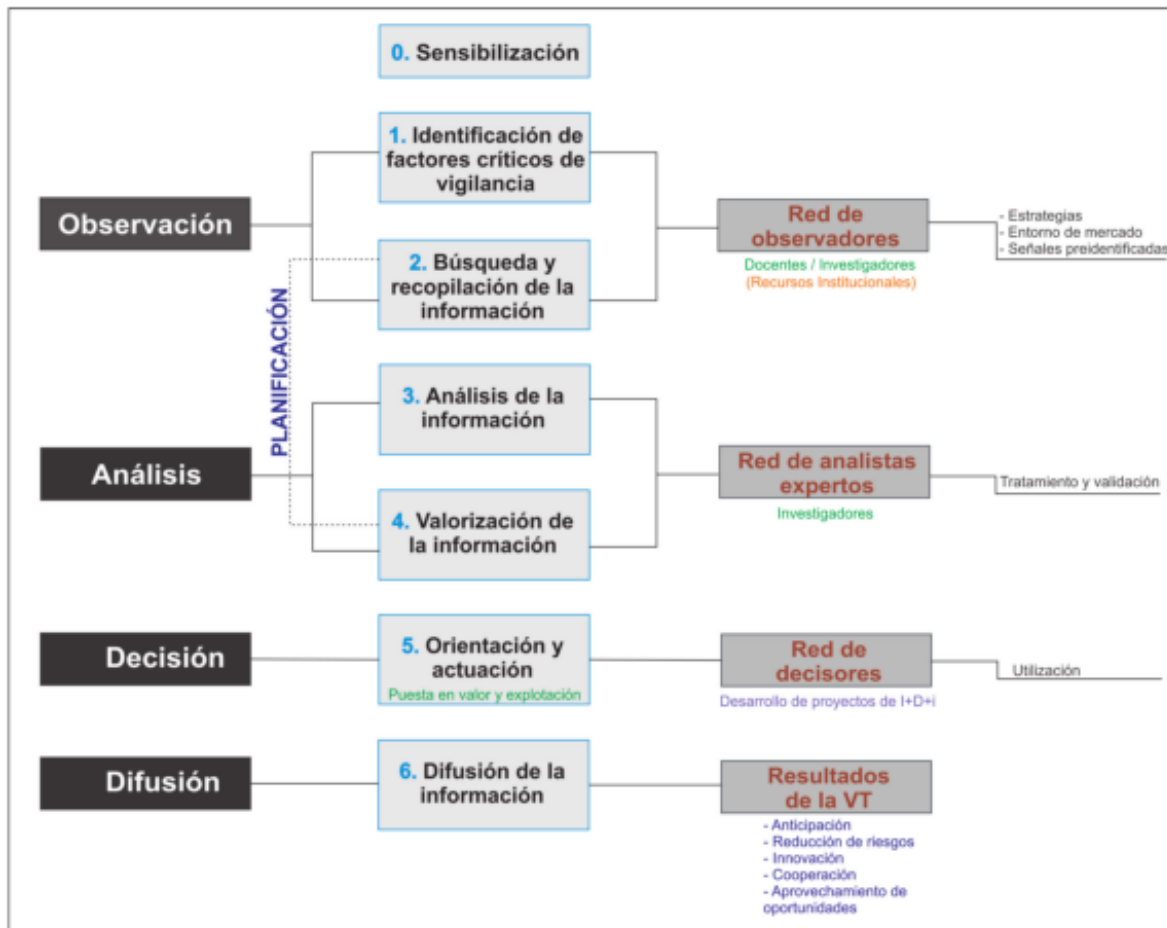 0. Sensibilización
1. Identificación de
factores críticos de
vigilancia
Observación
Red de
observadores
Docentes / Investigadores
(Recursos Institucionales)
- Estrategias
- Entorno de mercado
- Señales preidentificadas
2. Búsqueda y
recopilación de la
información
PLANIFICACIÓN
3. Análisis de la
información
Análisis
Red de analistas
expertos
Investigadores
Tratamiento y validación
4. Valorización de
la información
Decisión
5. Orientación y
actuación
Puesta en valor y explotación
Red de
decisores
Desarrollo de proyectos de I+D+i
Utilización
Difusión
6. Difusión de la
información
Resultados
de la VT
- Anticipación
- Reducción de riesgos
- Innovación
- Cooperación
- Aprovechamiento de
oportunidades